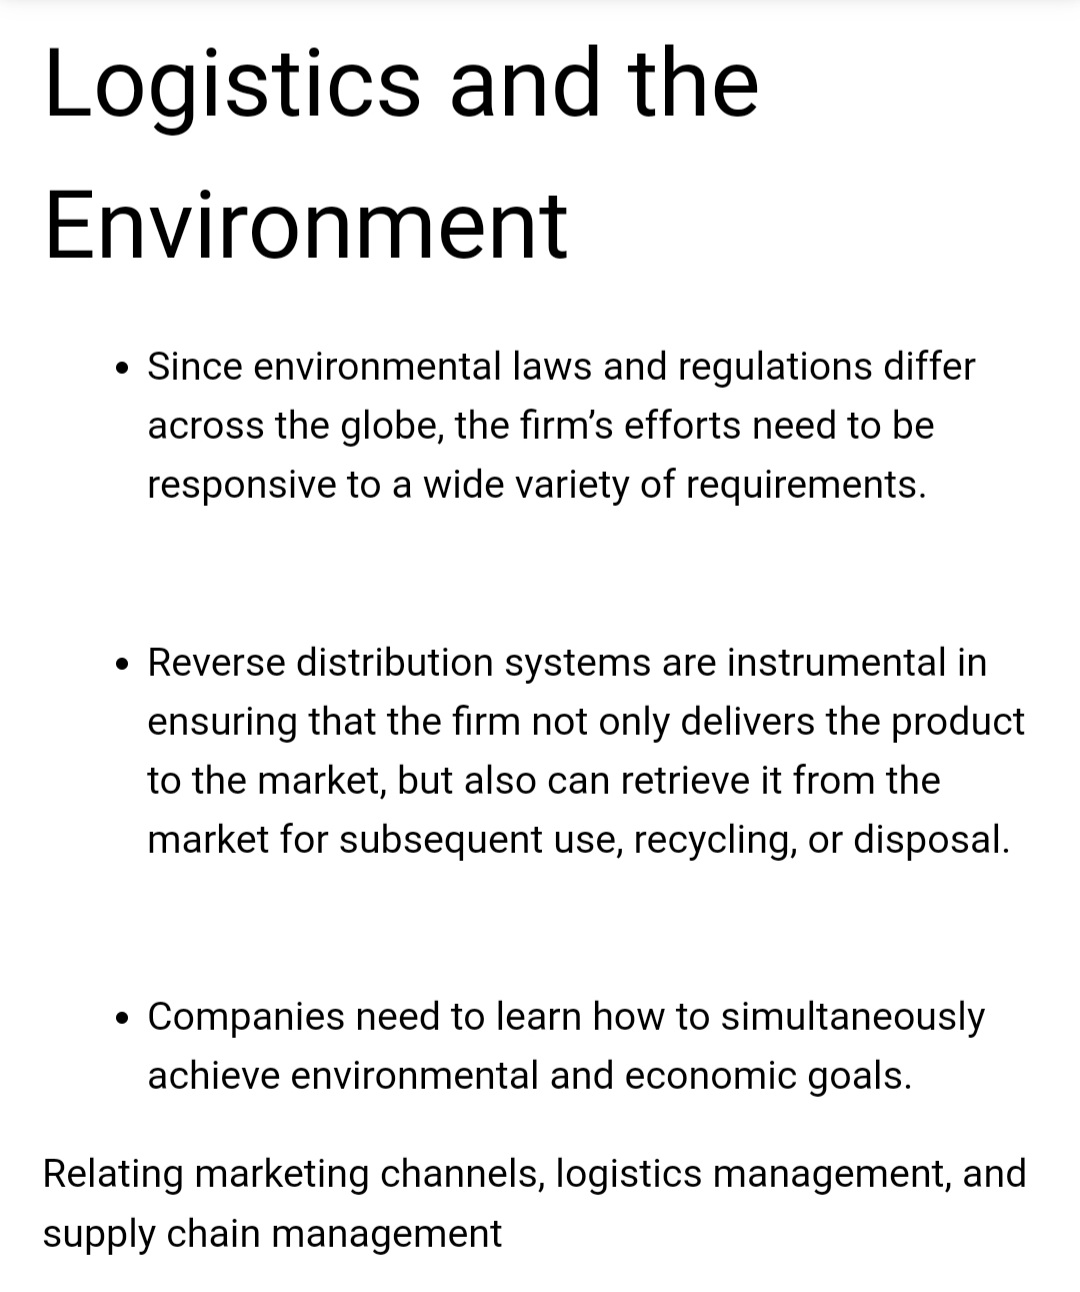 Logistics and the
Environment
• Since environmental laws and regulations differ
across the globe, the firm’s efforts need to be
responsive to a wide variety of requirements.
• Reverse distribution systems are instrumental in
ensuring that the firm not only delivers the product
to the market, but also can retrieve it from the
market for subsequent use, recycling, or disposal.
• Companies need to learn how to simultaneously
achieve environmental and economic goals.
Relating marketing channels, logistics management, and
supply chain management